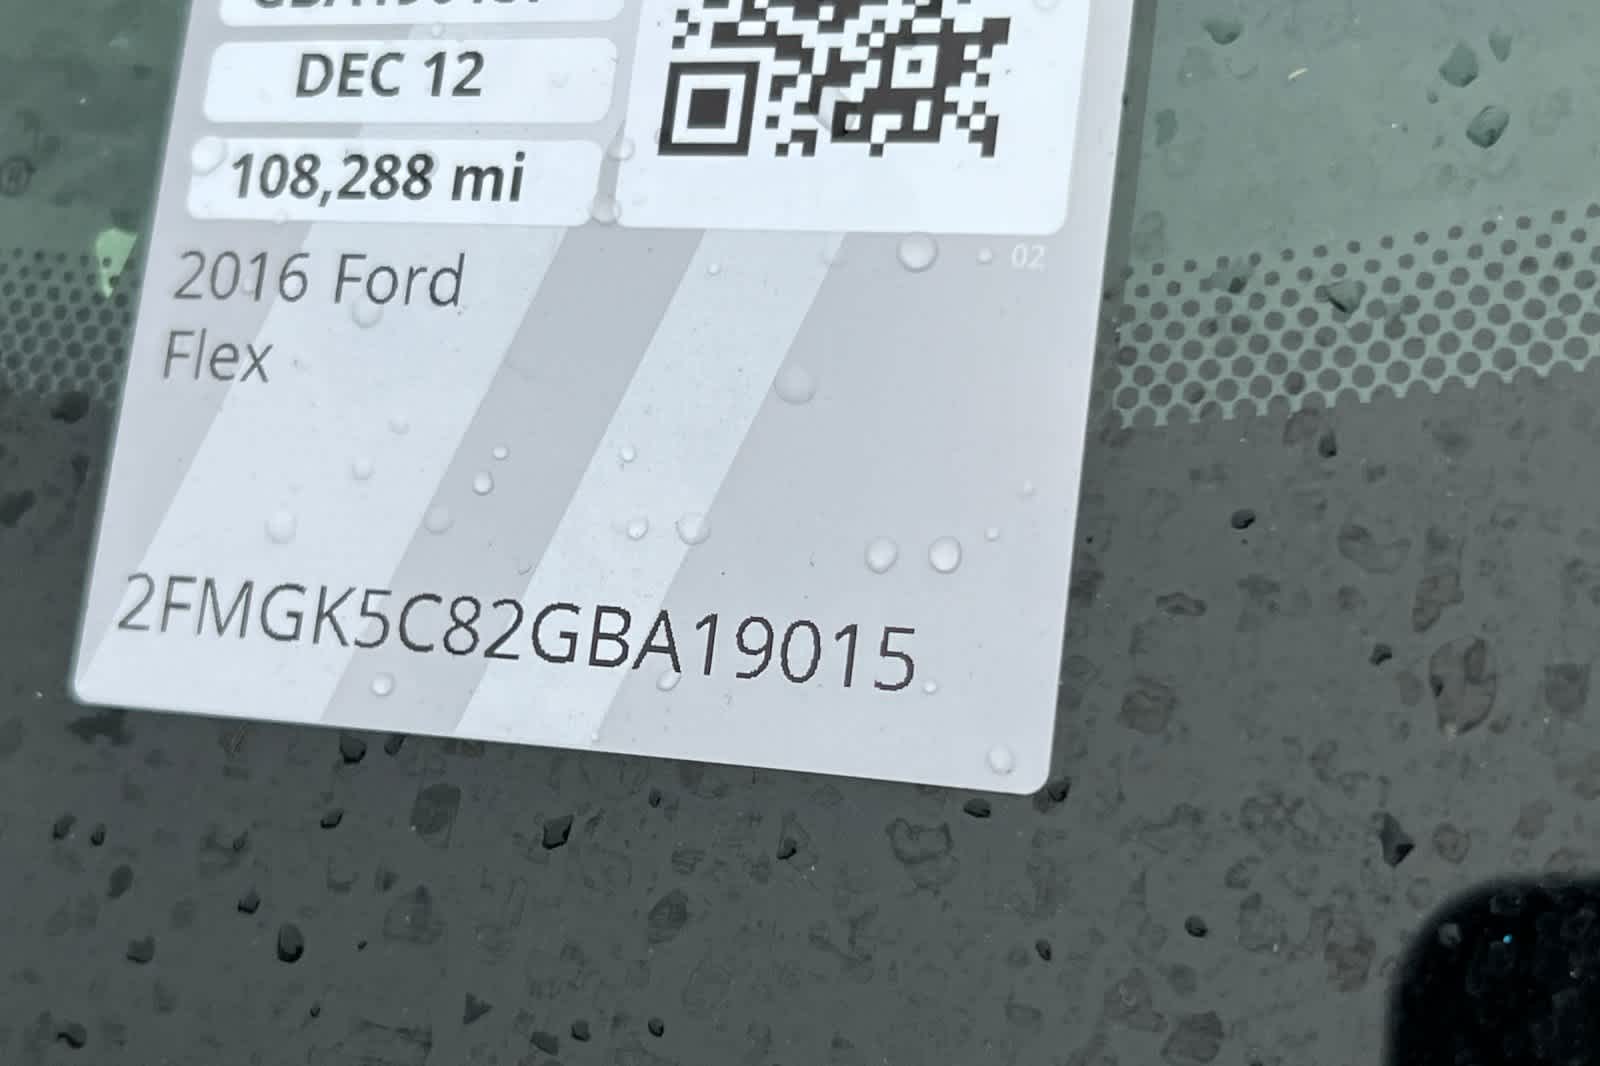 DEC 12
108,288 mi
02
2016 Ford
Flex
2FMGK5C82GBA19015